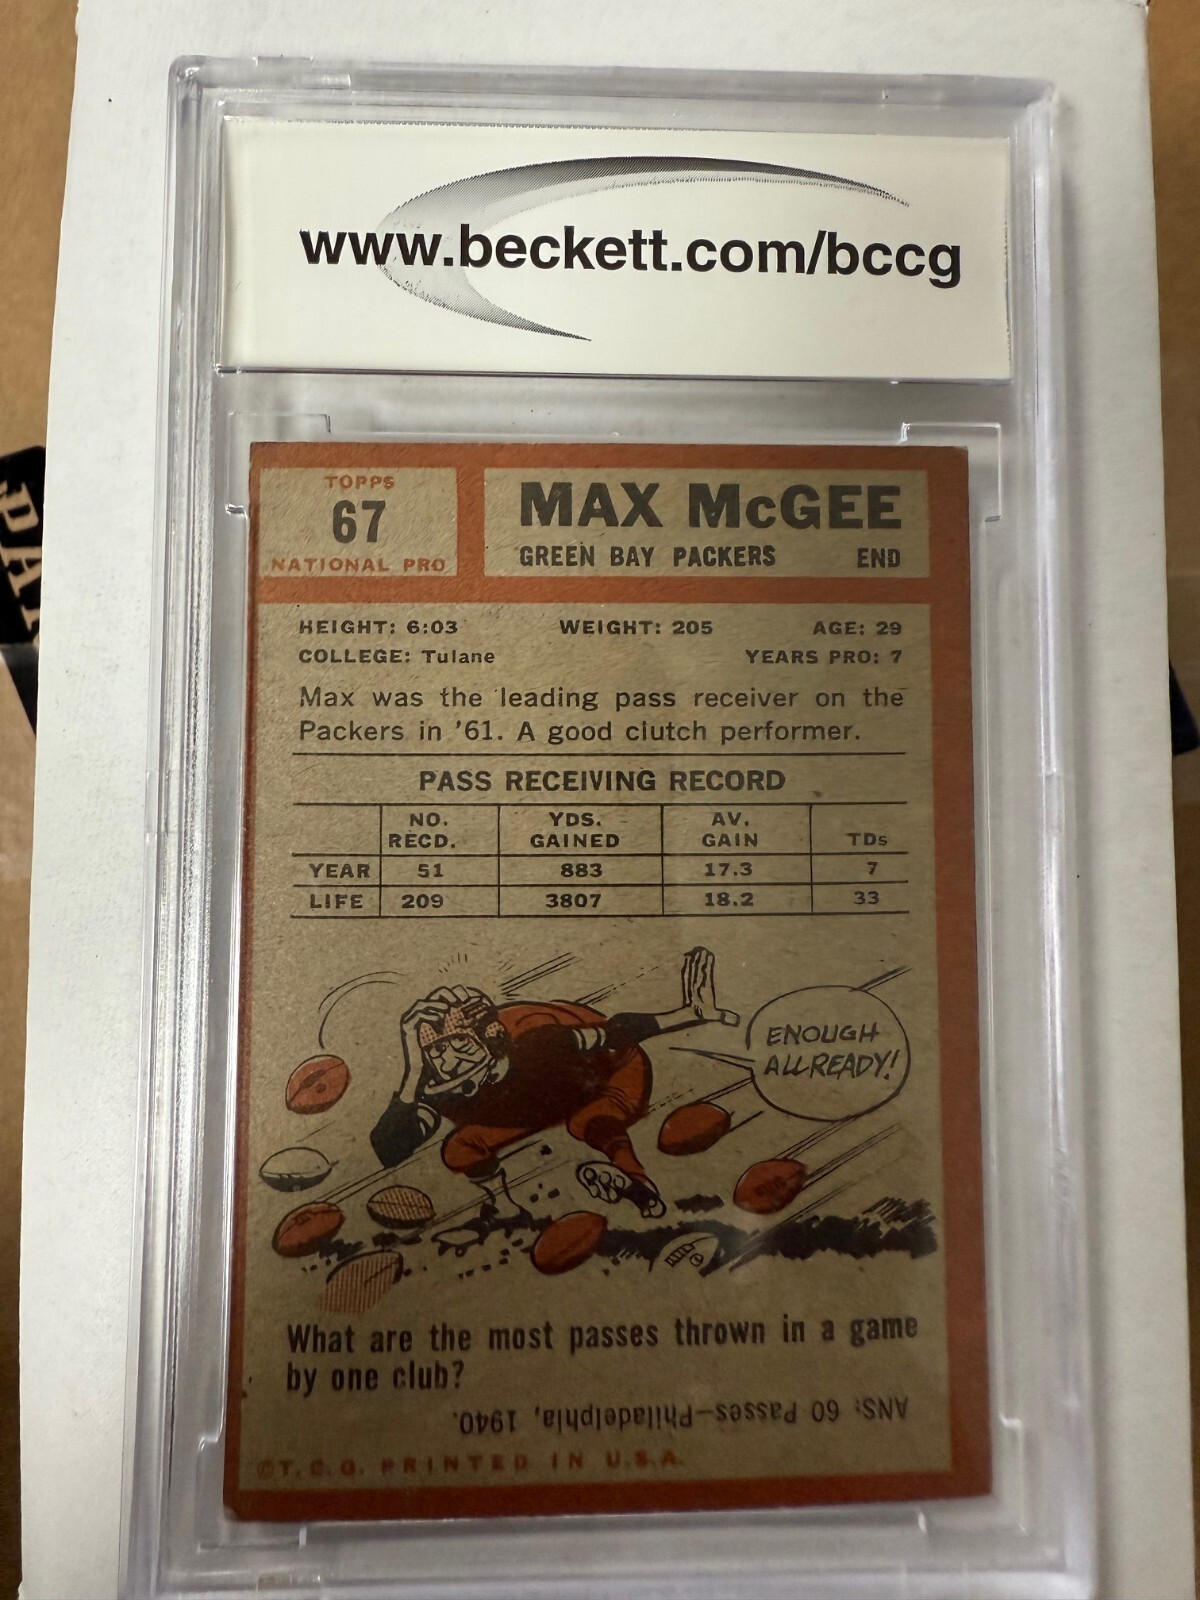 www.beckett.com/bccg
TOPPS
67
NATIONAL PRO
MAX McGEE
GREEN BAY PACKERS END
HEIGHT: 6:03 WEIGHT: 205 AGE: 29
COLLEGE: Tulane YEARS PRO: 7
Max was the leading pass receiver on the
Packers in '61. A good clutch performer.
PASS RECEIVING RECORD
NO. YDS. AV.
RECD. GAINED GAIN TDs
YEAR 51 883 17.3 7
LIFE 209 3807 18.2 33
ENOUGH
ALLREADY!
What are the most passes thrown in a game
by one club?
ANS: 60 Passes—Philadelphia, 1940.
©T.C.G. PRINTED IN U.S.A.